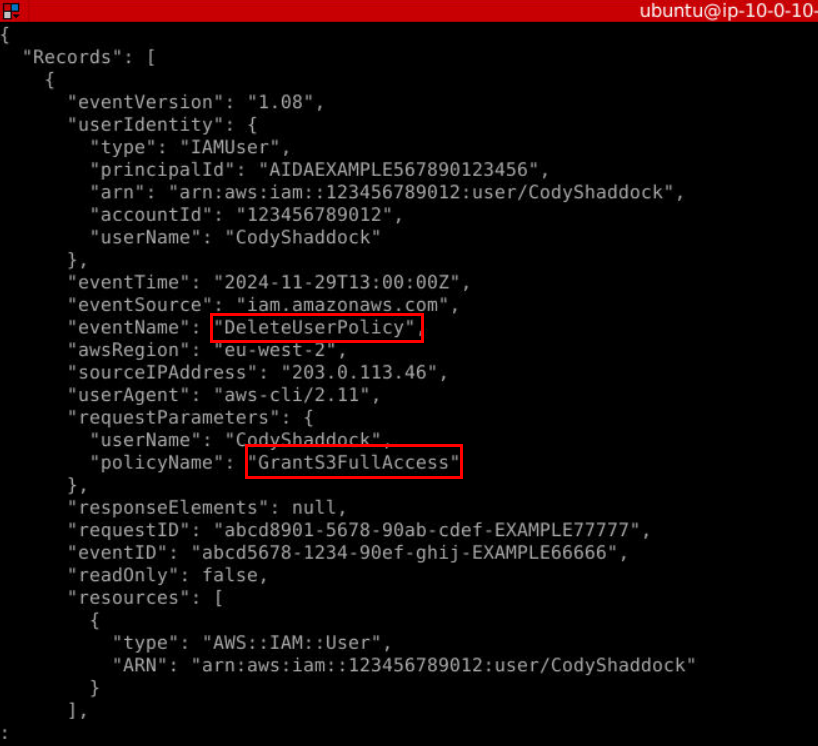 ubuntu@ip-10-0-10-
{
"Records": [
{
"eventVersion": "1.08",
"userIdentity": {
"type": "IAMUser",
"principalId": "AIDAEXAMPLE567890123456",
"arn": "arn:aws:iam::123456789012:user/CodyShaddock",
"accountId": "123456789012",
"userName": "CodyShaddock"
},
"eventTime": "2024-11-29T13:00:00Z",
"eventSource": "iam.amazonaws.com",
"eventName": "DeleteUserPolicy",
"awsRegion": "eu-west-2",
"sourceIPAddress": "203.0.113.46",
"userAgent": "aws-cli/2.11",
"requestParameters": {
"userName": "CodyShaddock",
"policyName": "GrantS3FullAccess"
},
"responseElements": null,
"requestID": "abcd8901-5678-90ab-cdef-EXAMPLE77777",
"eventID": "abcd5678-1234-90ef-ghij-EXAMPLE66666",
"readOnly": false,
"resources": [
{
"type": "AWS::IAM::User",
"ARN": "arn:aws:iam::123456789012:user/CodyShaddock"
}
],
: